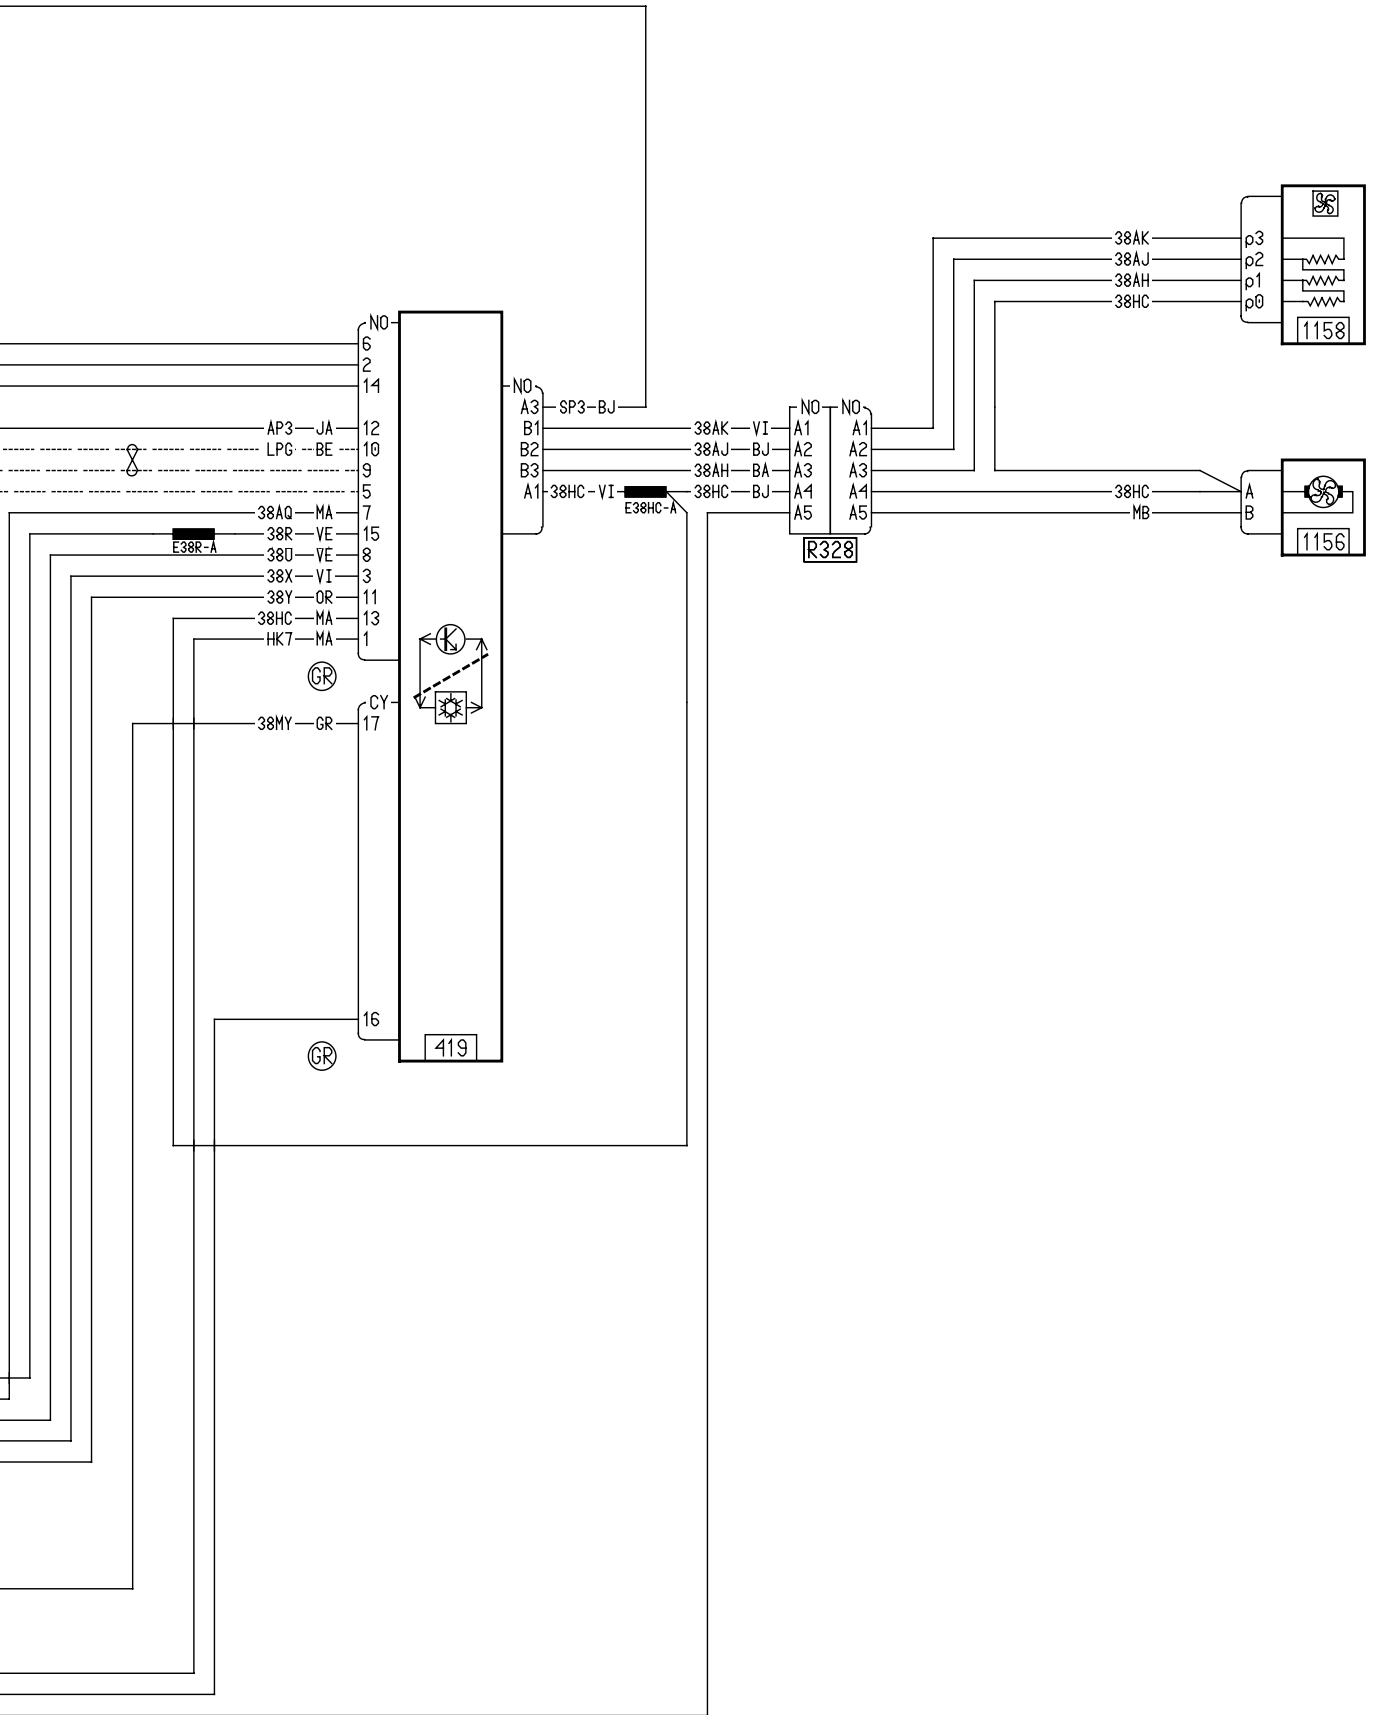 38AK p3
38AJ p2
38AH p1
38HC p0
1158
NO
6
2
14
NO
A3 SP3 BJ
NO NO
AP3 JA 12
B1 38AK VI A1 A1
LPG BE 10
B2 38AJ BJ A2 A2
9
B3 38AH BA A3 A3
5
A1 38HC VI 38HC BJ A4 A4 38HC A
E38HC-A
38AQ MA 7
A5 A5 MB B
38R VE 15
E38R-A
R328
1156
38U VE 8
38X VI 3
38Y OR 11
38HC MA 13
HK7 MA 1
GR
CY
38MY GR 17
16
GR
419